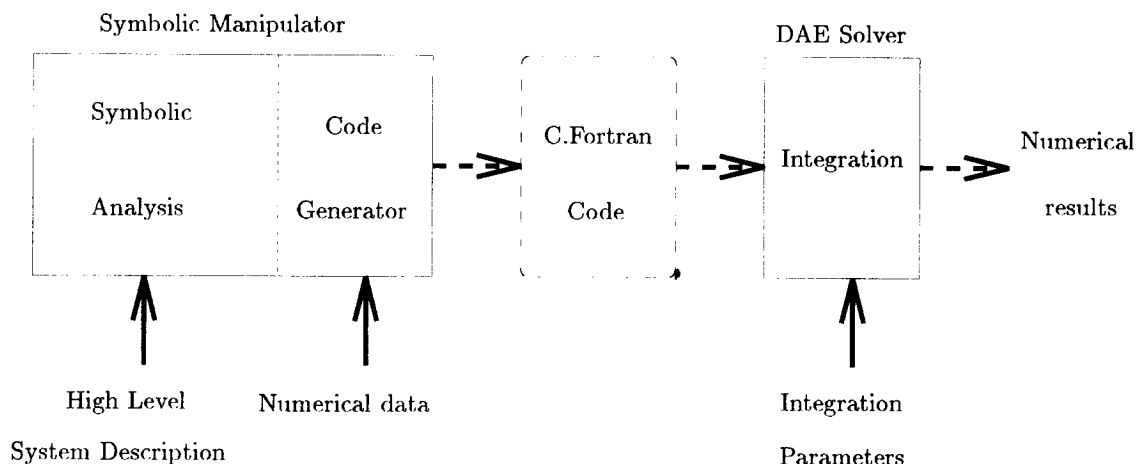 Symbolic Manipulator
DAE Solver
Symbolic
Analysis
Code
Generator
C.Fortran
Code
Integration
Numerical
results
High Level
System Description
Numerical data
Integration
Parameters